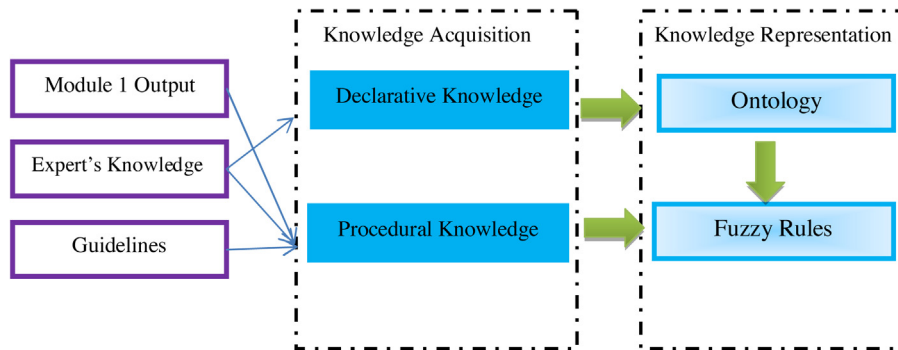 Knowledge Acquisition
Knowledge Representation
Module 1 Output
Declarative Knowledge
Ontology
Expert's Knowledge
Guidelines
Procedural Knowledge
Fuzzy Rules